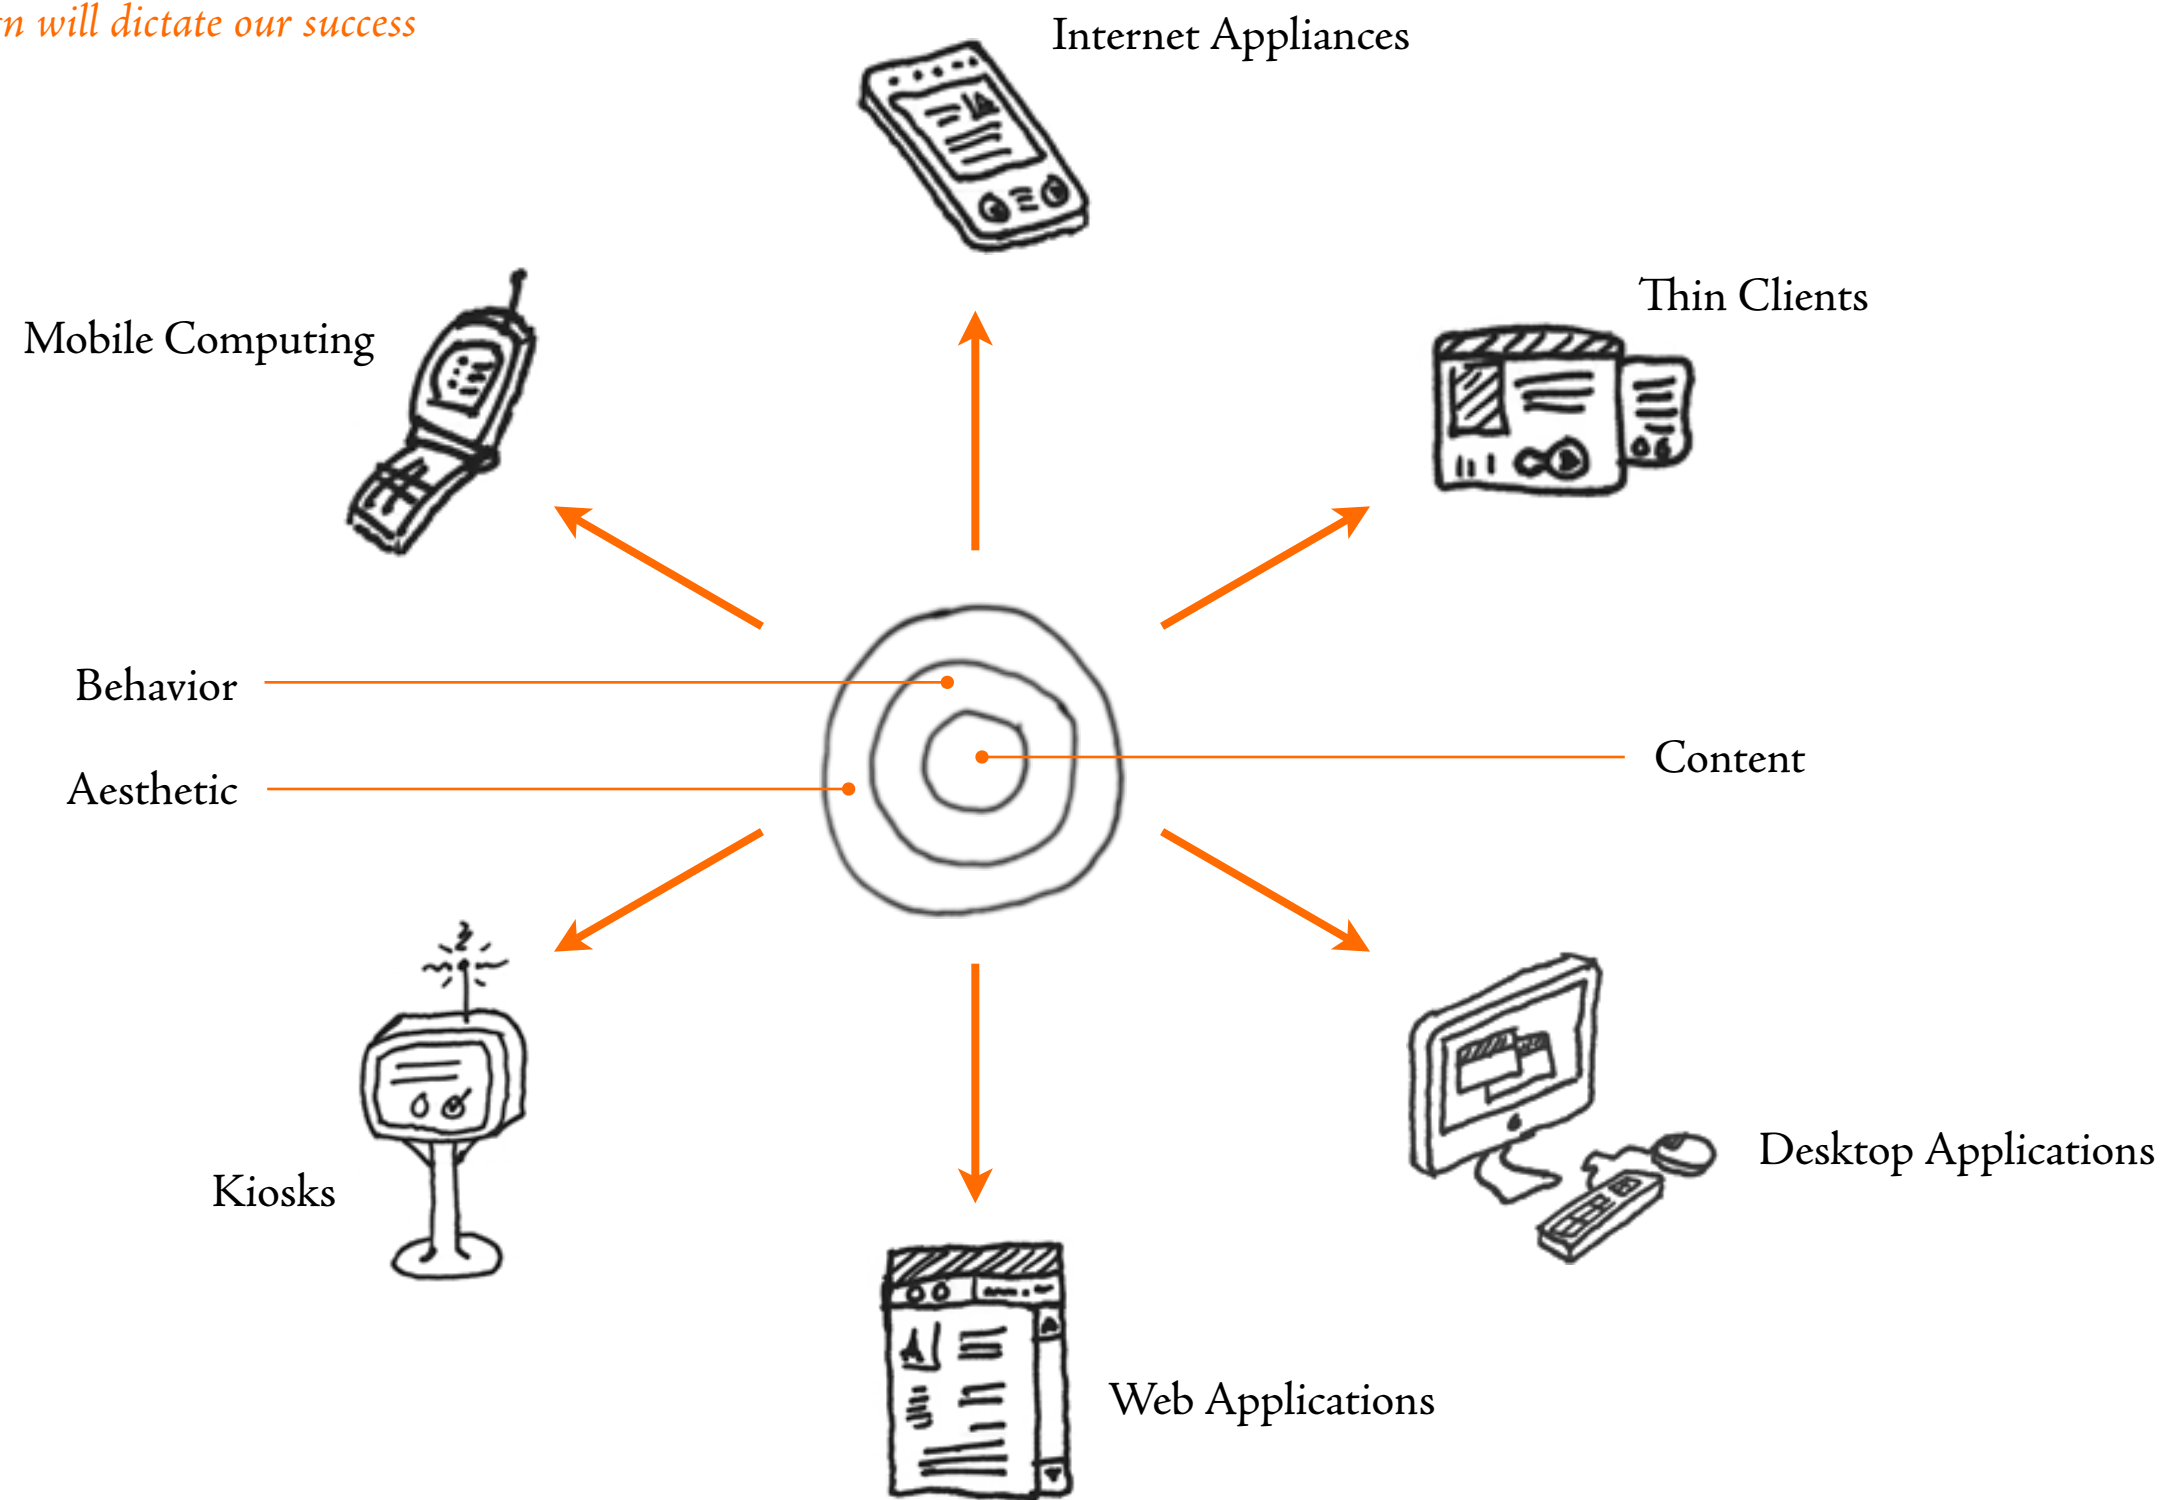 will dictate our success
Internet Appliances
Thin Clients
Mobile Computing
Behavior
Content
Aesthetic
Desktop Applications
Kiosks
Web Applications